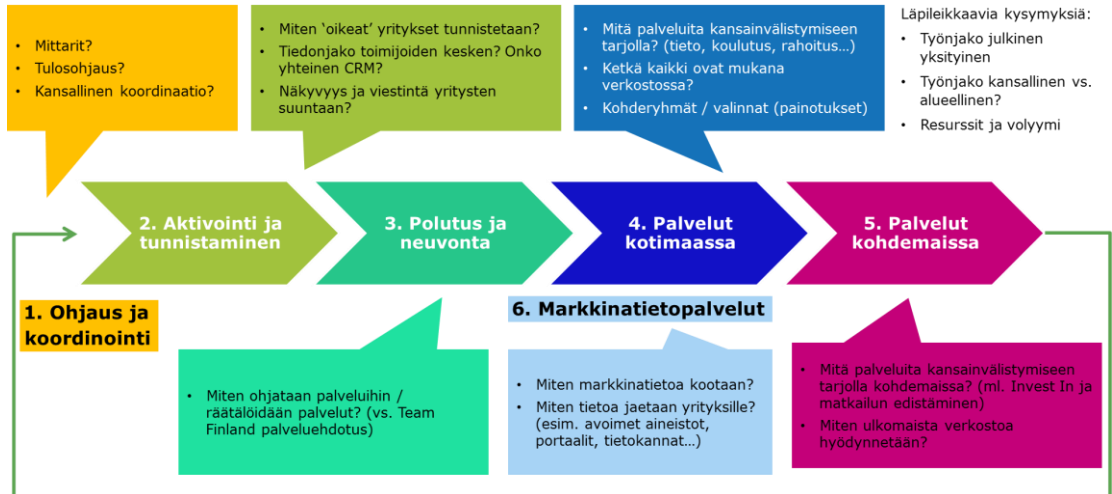 • Mittarit?
• Tulosohjaus?
• Kansallinen koordinaatio?
• Miten ‘oikeat’ yritykset tunnistetaan?
• Tiedonjako toimijoiden kesken? Onko
yhteinen CRM?
• Näkyvyys ja viestintä yritysten
suuntaan?
• Mitä palveluita kansainvälistymiseen
tarjolla? (tieto, koulutus, rahoitus…)
• Ketkä kaikki ovat mukana
verkostossa?
• Kohderyhmät / valinnat (painotukset)
Läpileikkaavia kysymyksiä:
• Työnjako julkinen
yksityinen
• Työnjako kansallinen vs.
alueellinen?
• Resurssit ja volyymi
2. Aktivointi ja
tunnistaminen
3. Polutus ja
neuvonta
4. Palvelut
kotimaassa
5. Palvelut
kohdemaissa
1. Ohjaus ja
koordinointi
6. Markkinatietopalvelut
• Miten ohjataan palveluihin /
räätälöidään palvelut? (vs. Team
Finland palveluehdotus)
• Miten markkinatietoa kootaan?
• Miten tietoa jaetaan yrityksille?
(esim. avoimet aineistot,
portaalit, tietokannat…)
• Mitä palveluita kansainvälistymiseen
tarjolla kohdemaissa? (ml. Invest In ja
matkailun edistäminen)
• Miten ulkomaista verkostoa
hyödynnetään?